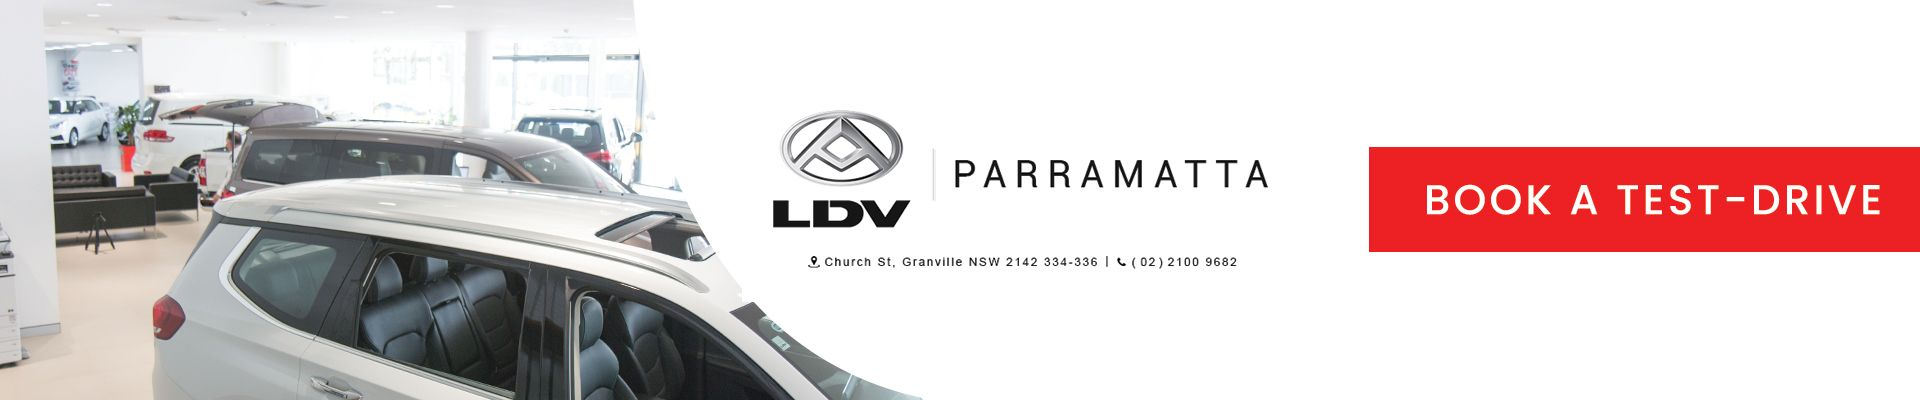 LDV
PARRAMATTA
Church St, Granville NSW 2142 334-336 | (02) 2100 9682
BOOK A TEST-DRIVE